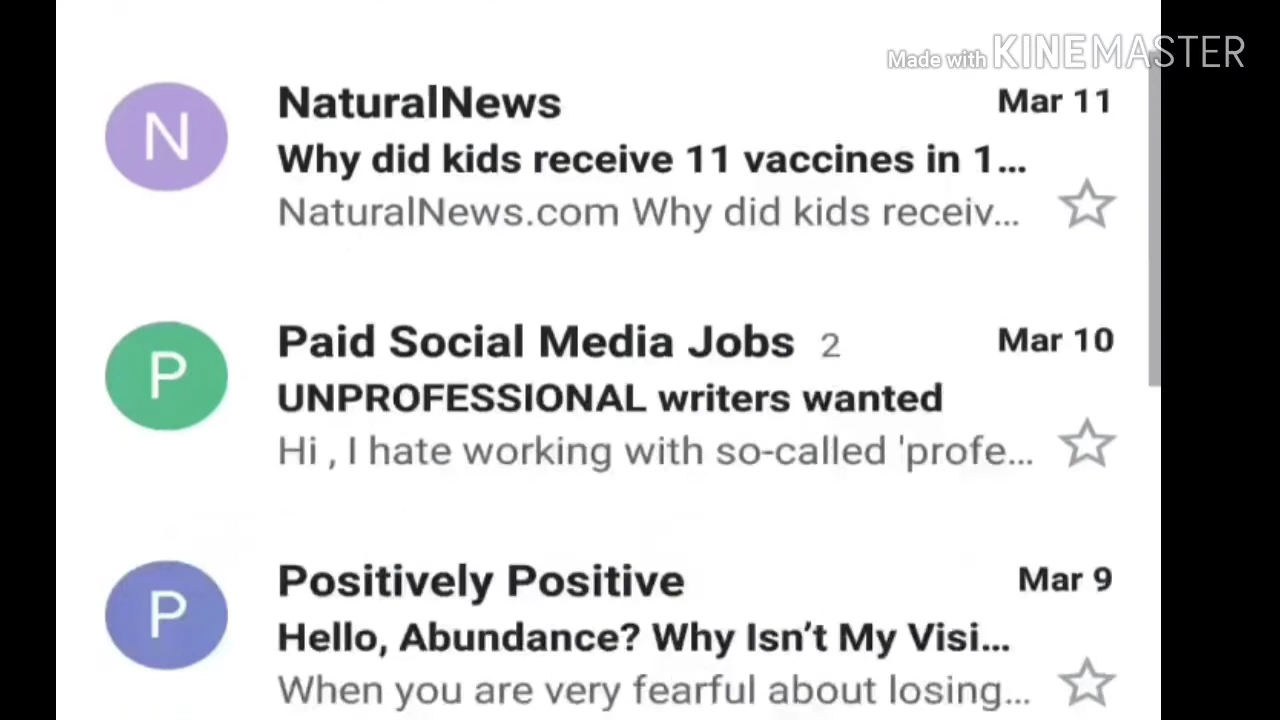 Made with KINEMASTER
N
NaturalNews Mar 11
Why did kids receive 11 vaccines in 1...
NaturalNews.com Why did kids receiv...
P
Paid Social Media Jobs 2 Mar 10
UNPROFESSIONAL writers wanted
Hi , I hate working with so-called 'profe...
P
Positively Positive Mar 9
Hello, Abundance? Why Isn't My Visi...
When you are very fearful about losing...